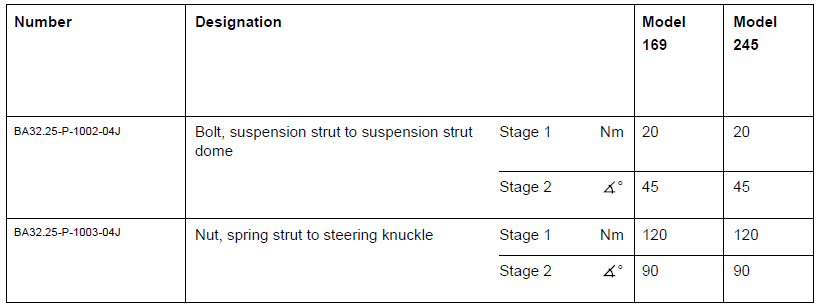 Number Designation Model 169 Model 245
BA32.25-P-1002-04J Bolt, suspension strut to suspension strut dome Stage 1 Nm 20 20
Stage 2 ∡° 45 45
BA32.25-P-1003-04J Nut, spring strut to steering knuckle Stage 1 Nm 120 120
Stage 2 ∡° 90 90